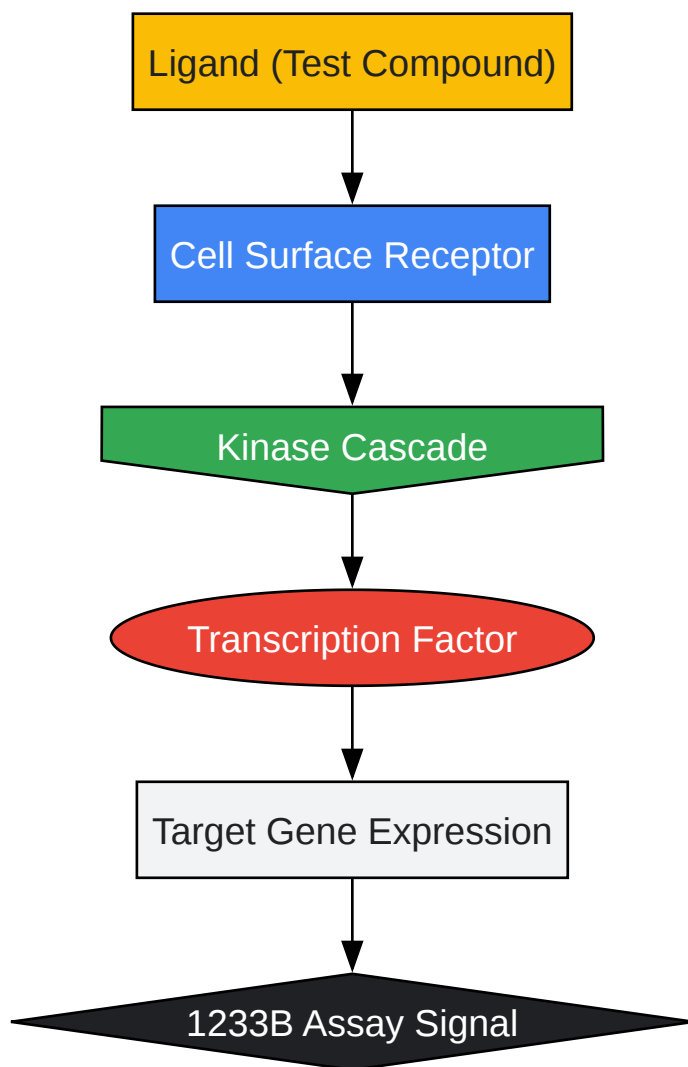 Ligand (Test Compound)
Cell Surface Receptor
Kinase Cascade
Transcription Factor
Target Gene Expression
1233B Assay Signal